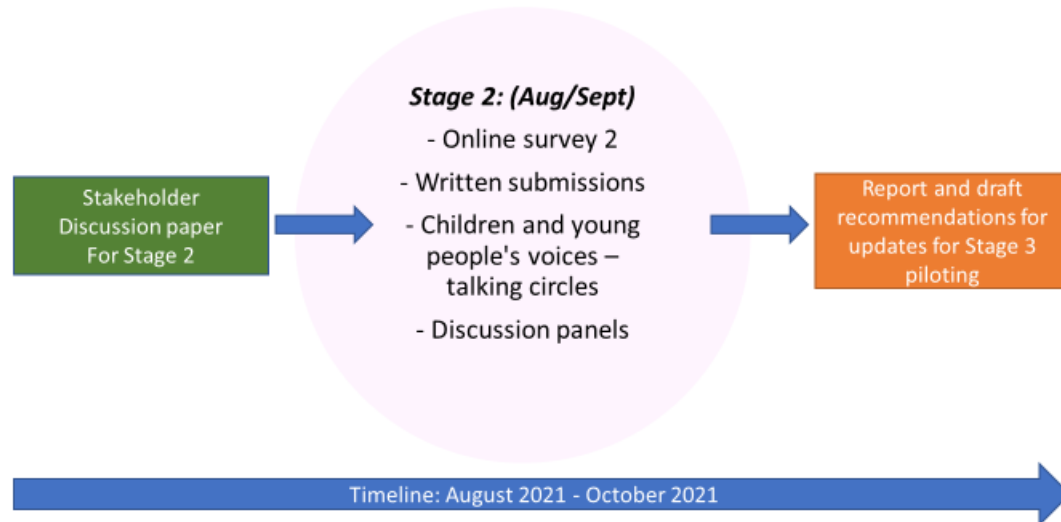 Stakeholder
Discussion paper
For Stage 2
Stage 2: (Aug/Sept)
- Online survey 2
- Written submissions
- Children and young
people's voices –
talking circles
- Discussion panels
Report and draft
recommendations for
updates for Stage 3
piloting
Timeline: August 2021 - October 2021